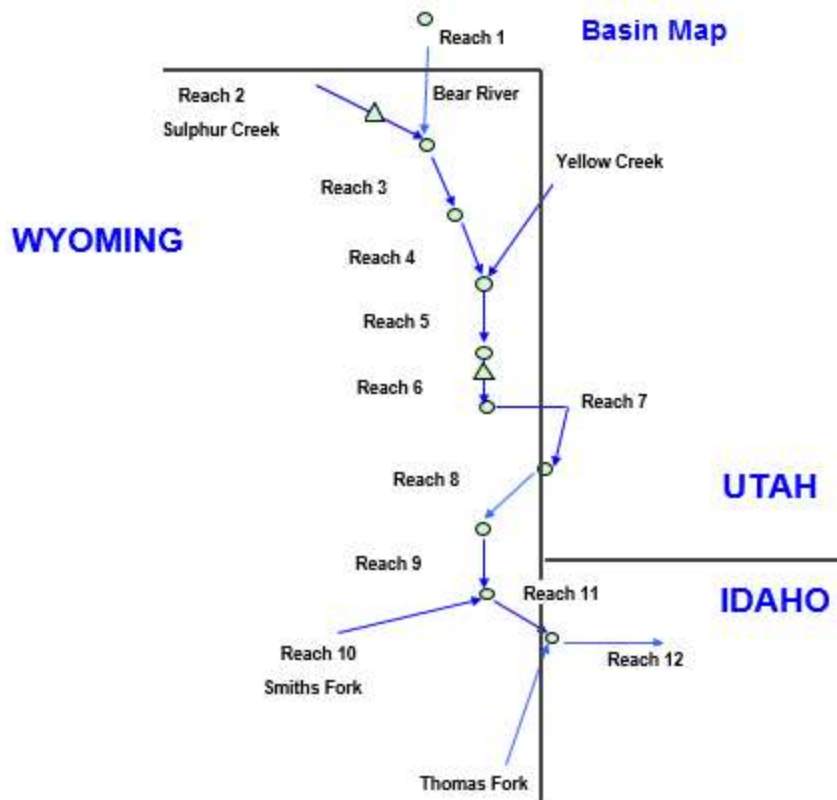 Basin Map
Reach 1
Bear River
Reach 2
Sulphur Creek
Yellow Creek
Reach 3
WYOMING
Reach 4
Reach 5
Reach 6
Reach 7
Reach 8
UTAH
Reach 9
Reach 11
IDAHO
Reach 10
Smiths Fork
Reach 12
Thomas Fork